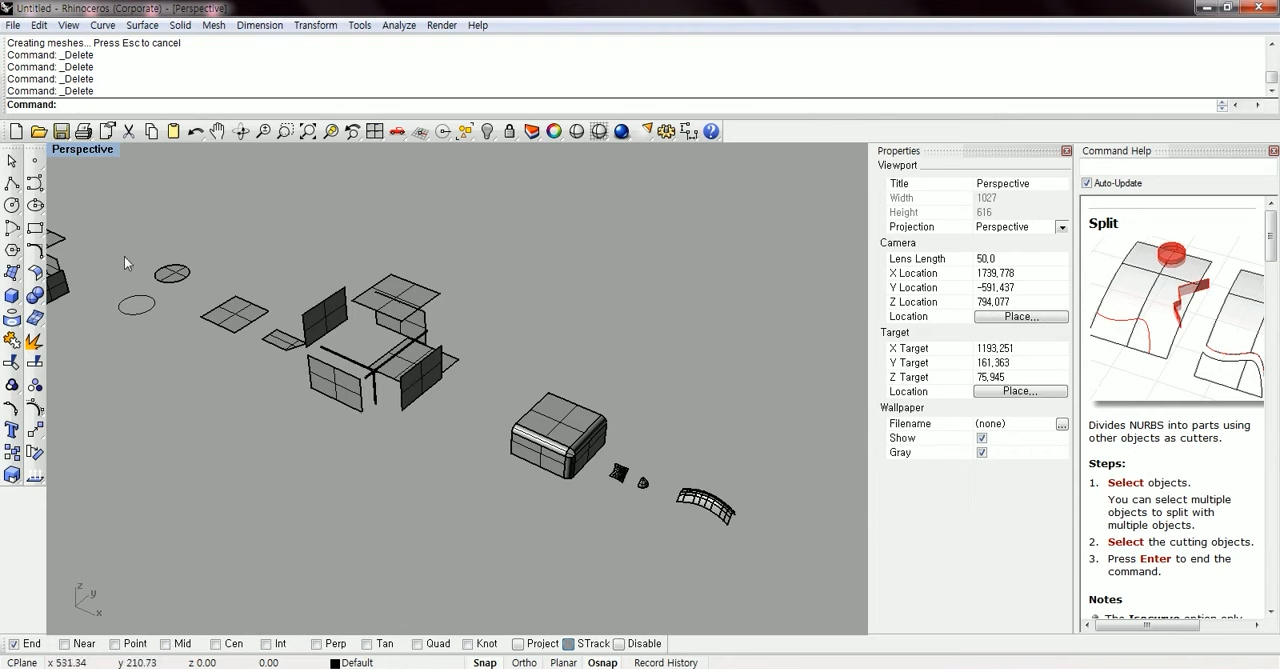 Untitled - Rhinoceros (Corporate) - [Perspective]
File Edit View Curve Surface Solid Mesh Dimension Transform Tools Analyze Render Help
Creating meshes... Press Esc to cancel
Command: _Delete
Command: _Delete
Command: _Delete
Command: _Delete
Command:
Perspective
Properties
Viewport
Title Perspective
Width 1027
Height 616
Projection Perspective
Camera
Lens Length 50,0
X Location 1739,778
Y Location -591,437
Z Location 794,077
Location Place...
Target
X Target 1193,251
Y Target 161,363
Z Target 75,945
Location Place...
Wallpaper
Filename (none) ...
Show
Gray
Command Help
Auto-Update
Split
Divides NURBS into parts using
other objects as cutters.
Steps:
1. Select objects.
You can select multiple
objects to split with
multiple objects.
2. Select the cutting objects.
3. Press Enter to end the
command.
Notes
z
y
x
End Near Point Mid Cen Int Perp Tan Quad Knot Project STrack Disable
CPlane x 531.34 y 210.73 z 0.00 0.00 Default Snap Ortho Planar Osnap Record History